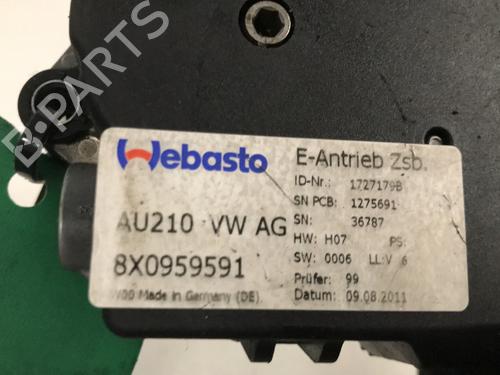 Webasto
E-Antrieb Zsb.
ID-Nr.: 1727179B
SN PCB: 1275691
SN: 36787
HW: H07 PS:
SW: 0006 LL:V 6
Prüfer: 99
Datum: 09.08.2011
AU210 VW AG
8X0959591
Made in Germany (DE)
B-PARTS